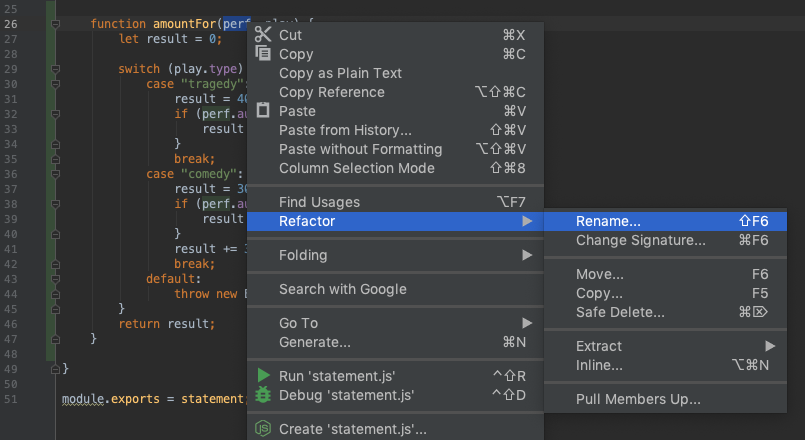 25
26 function amountFor(perf, play) {
27 let result = 0;
28
29 switch (play.type)
30 case "tragedy":
31 result = 40
32 if (perf.au
33 result
34 }
35 break;
36 case "comedy":
37 result = 30
38 if (perf.au
39 result
40 }
41 result += 3
42 break;
43 default:
44 throw new E
45 }
46 return result;
47 }
48
49 }
50
51 module.exports = statement;
Cut ⌘X
Copy ⌘C
Copy as Plain Text
Copy Reference ⌥⇧⌘C
Paste ⌘V
Paste from History... ⇧⌘V
Paste without Formatting ⌥⇧⌘V
Column Selection Mode ⇧⌘8
Find Usages ⌥F7
Refactor
Folding
Search with Google
Go To
Generate... ⌘N
Run 'statement.js' ^⇧R
Debug 'statement.js' ^⇧D
Create 'statement.js'...
Rename... ⇧F6
Change Signature... ⌘F6
Move... F6
Copy... F5
Safe Delete... ⌘⌦
Extract
Inline... ⌥⌘N
Pull Members Up...